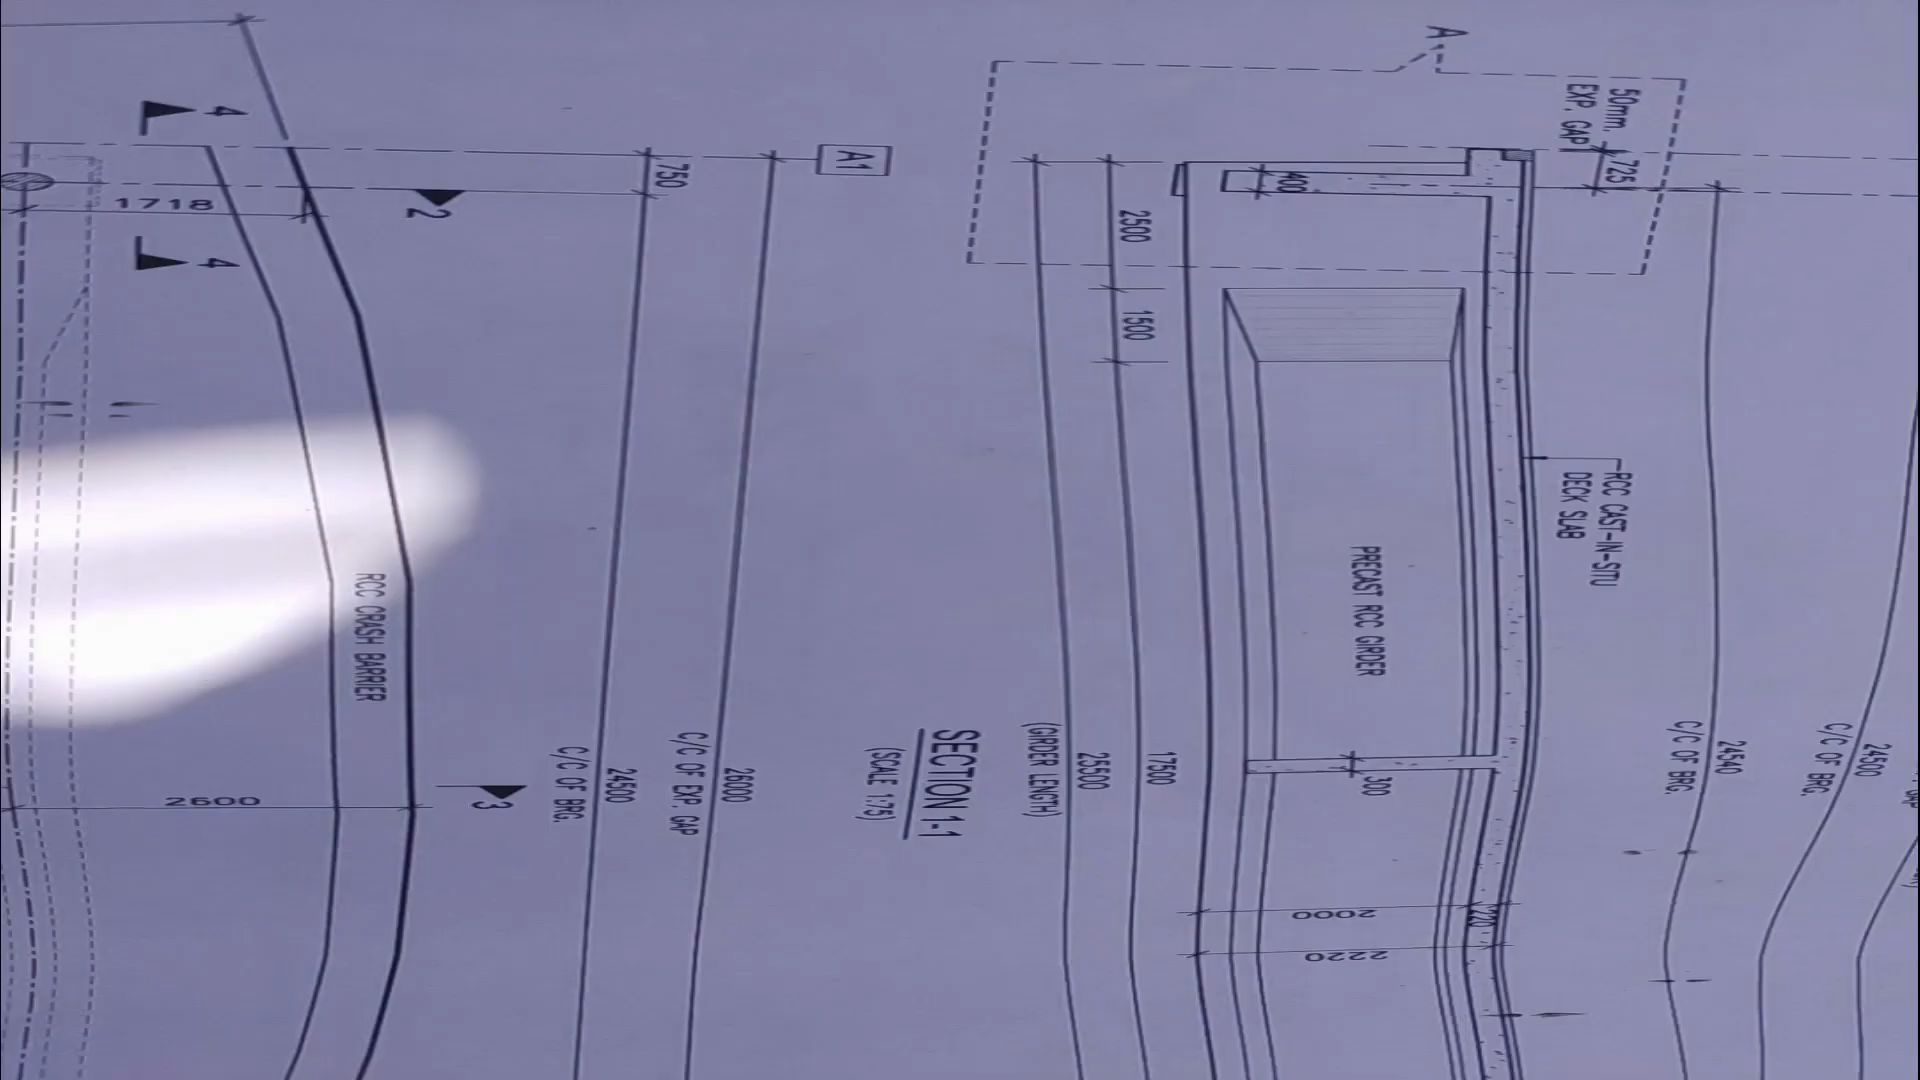 A
50mm.
EXP. GAP
725
400
2500
1500
A1
750
4
4
1718
2
RCC CAST-IN-SITU
DECK SLAB
PRECAST RCC GIRDER
RCC CRASH BARRIER
300
2000
220
2220
24540
C/C OF BRG.
24500
C/C OF BRG.
17500
25500
(GIRDER LENGTH)
SECTION 1-1
(SCALE 1:75)
26000
C/C OF EXP. GAP
24500
C/C OF BRG.
3
2600